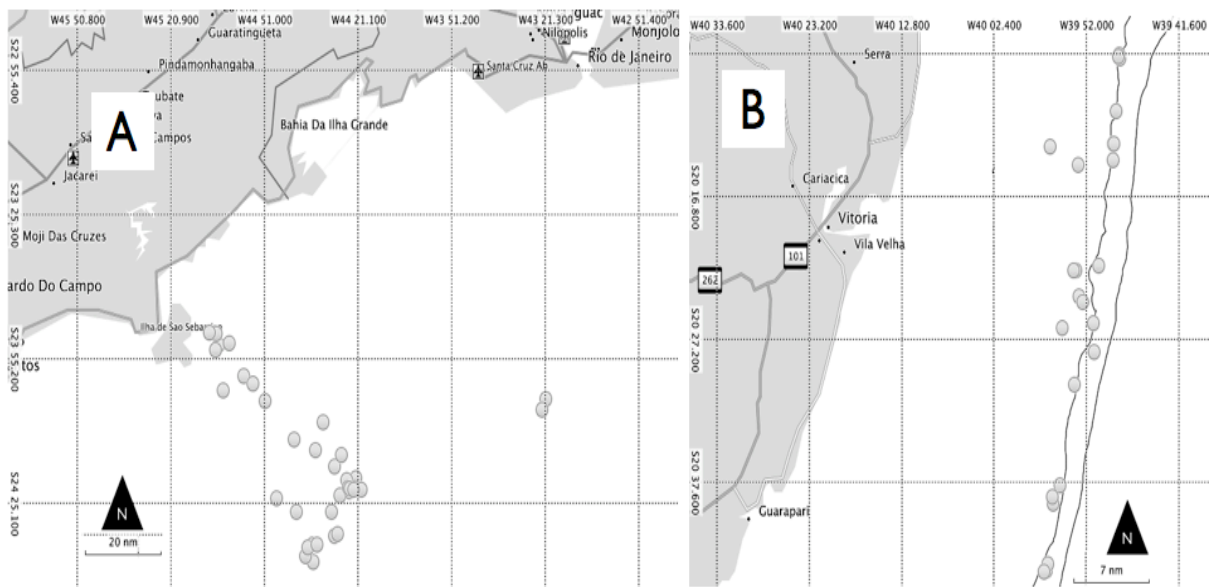 W45 50.800 W45 20.900 W44 51.000 W44 21.100 W43 51.200 W43 21.300 W42 51.400
Guaratingueta
Nilopolis
Monjolo
Rio de Janeiro
Santa Cruz Ab
Pindamonhangaba
S22 55.400
A
ubate
Bahia Da Ilha Grande
Campos
Jacarei
S23 25.300
Moji Das Cruzes
ardo Do Campo
Ilha de Sao Sebastiao
S23 55.200
tos
S24 25.100
N
20 nm
W40 33.600 W40 23.200 W40 12.800 W40 02.400 W39 52.000 W39 41.600
Serra
B
Cariacica
S20 16.800
Vitoria
Vila Velha
101
262
S20 27.200
S20 37.600
Guarapari
N
7 nm